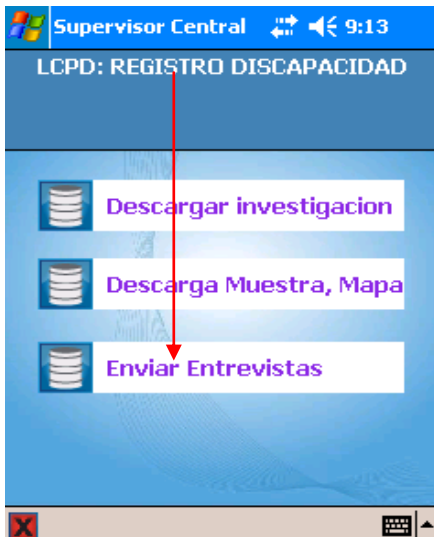 Supervisor Central 9:13
LCPD: REGISTRO DISCAPACIDAD
Descargar investigacion
Descarga Muestra, Mapa
Enviar Entrevistas